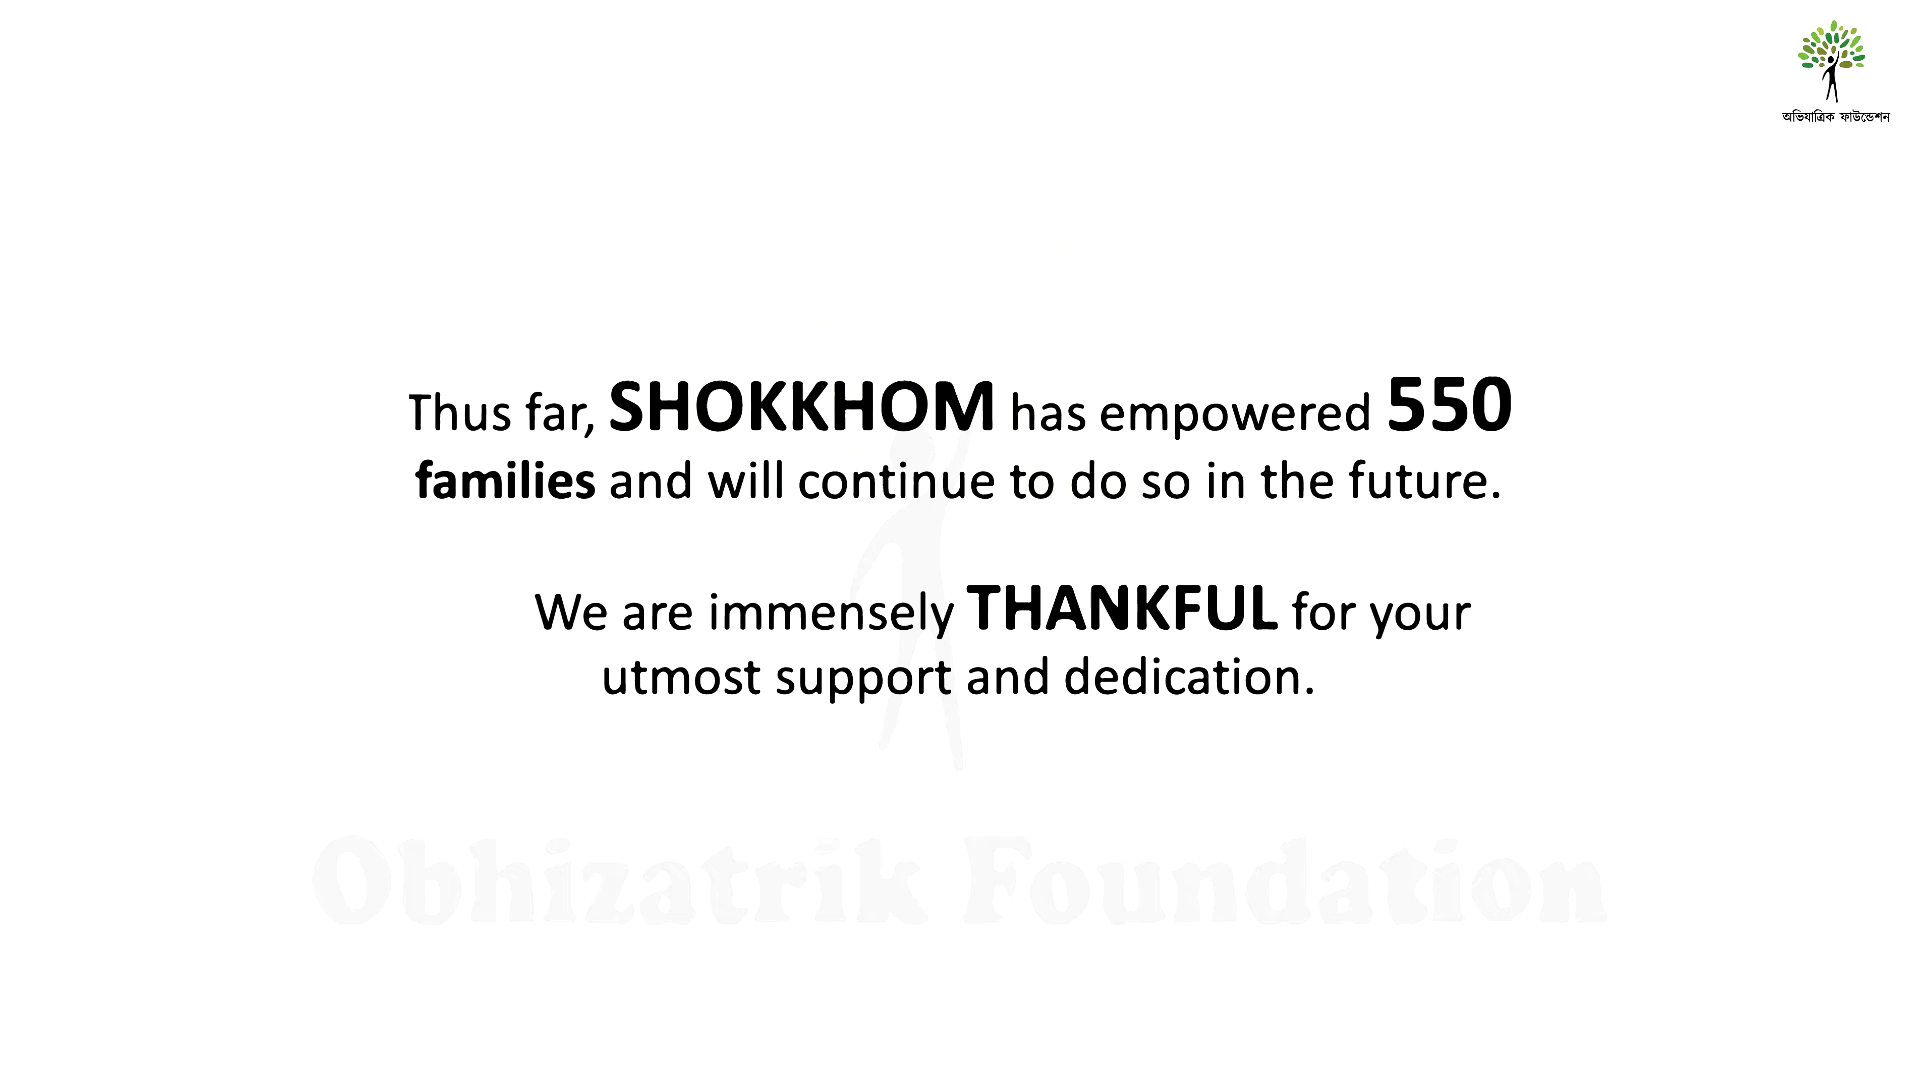 অভিযাত্রিক ফাউন্ডেশন
Thus far, SHOKKHOM has empowered 550
families and will continue to do so in the future.
We are immensely THANKFUL for your
utmost support and dedication.
Obhizatrik Foundation